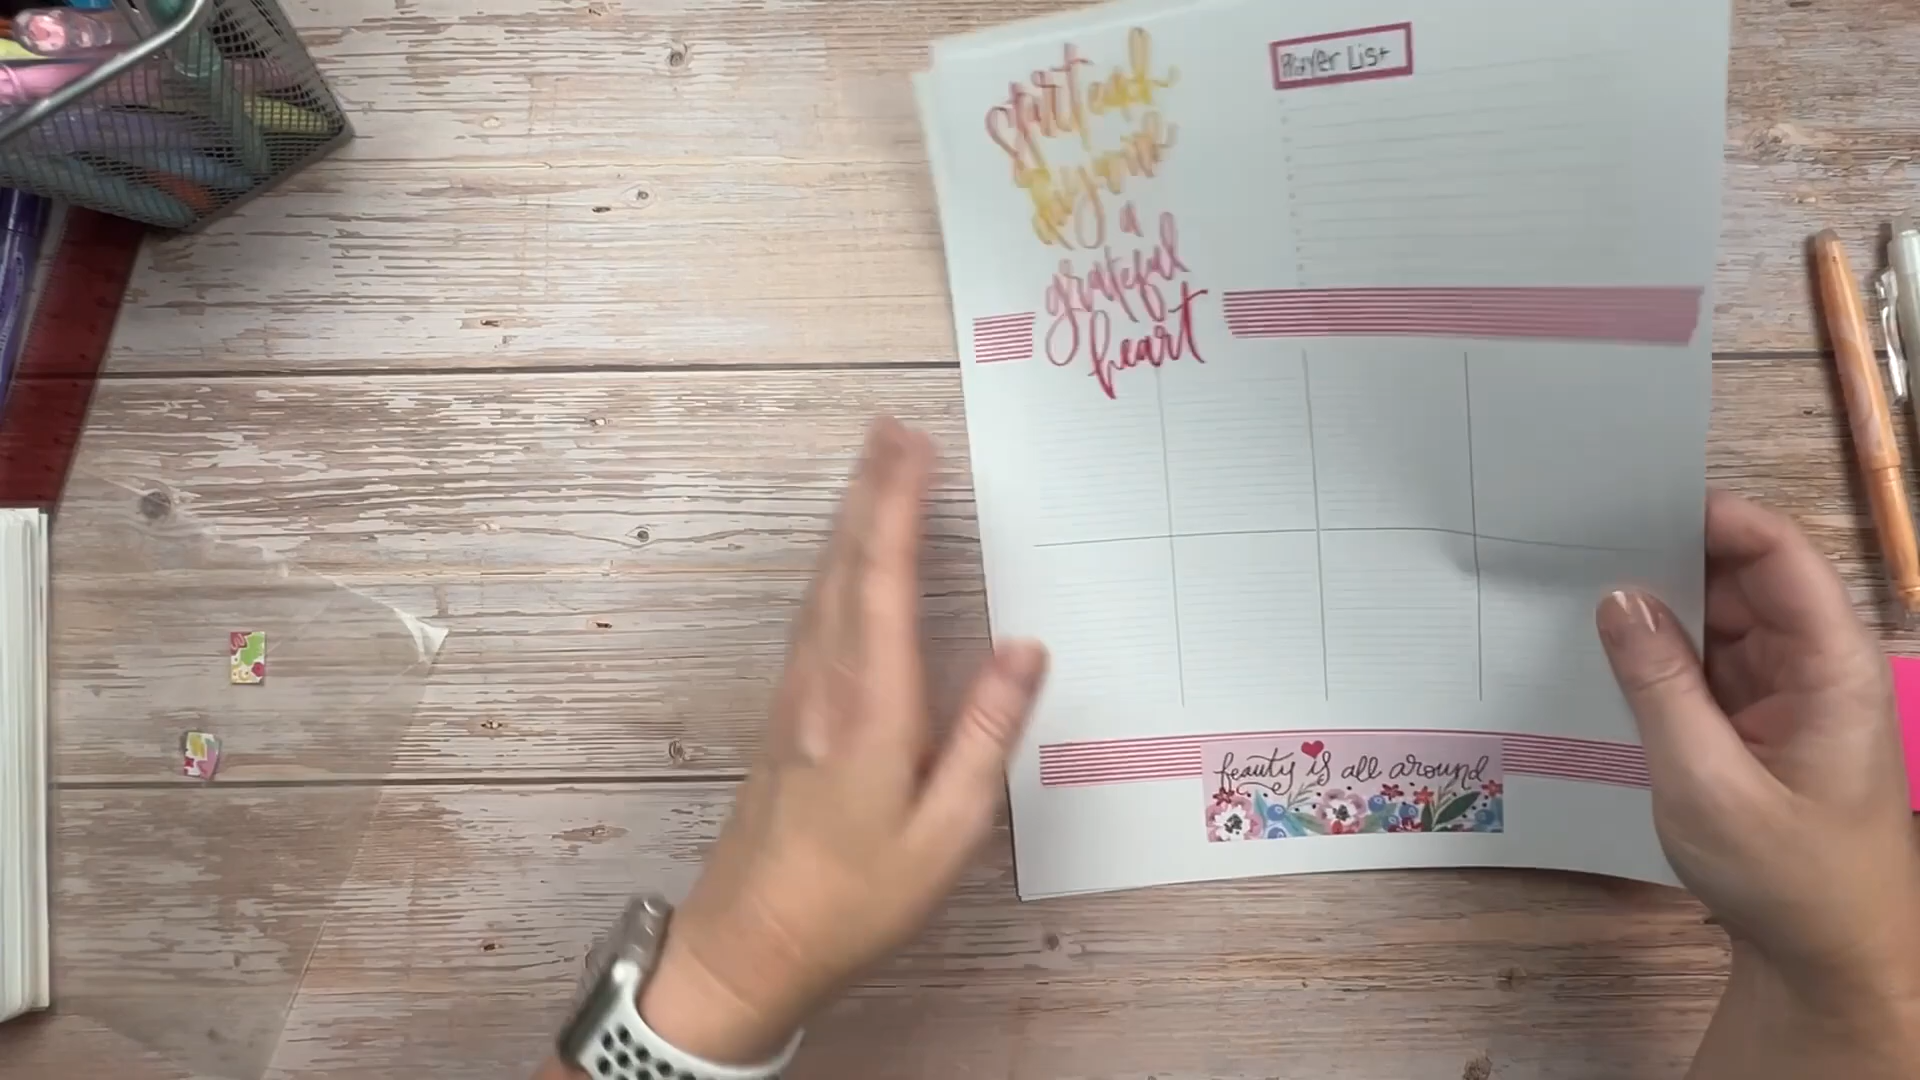 Start each
day with
a
grateful
heart
Prayer List
beauty is all around